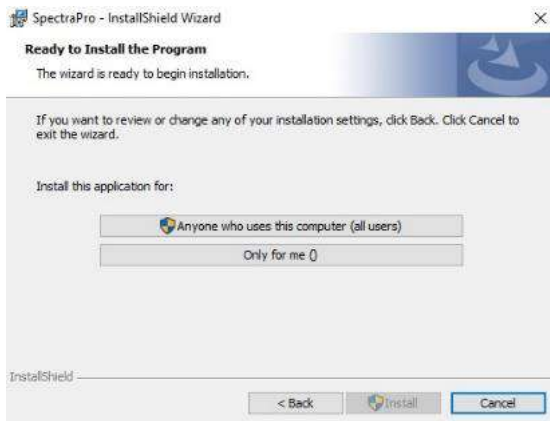 SpectraPro - InstallShield Wizard
Ready to Install the Program
The wizard is ready to begin installation.
If you want to review or change any of your installation settings, click Back. Click Cancel to
exit the wizard.
Install this application for:
Anyone who uses this computer (all users)
Only for me ()
InstallShield
< Back
Install
Cancel